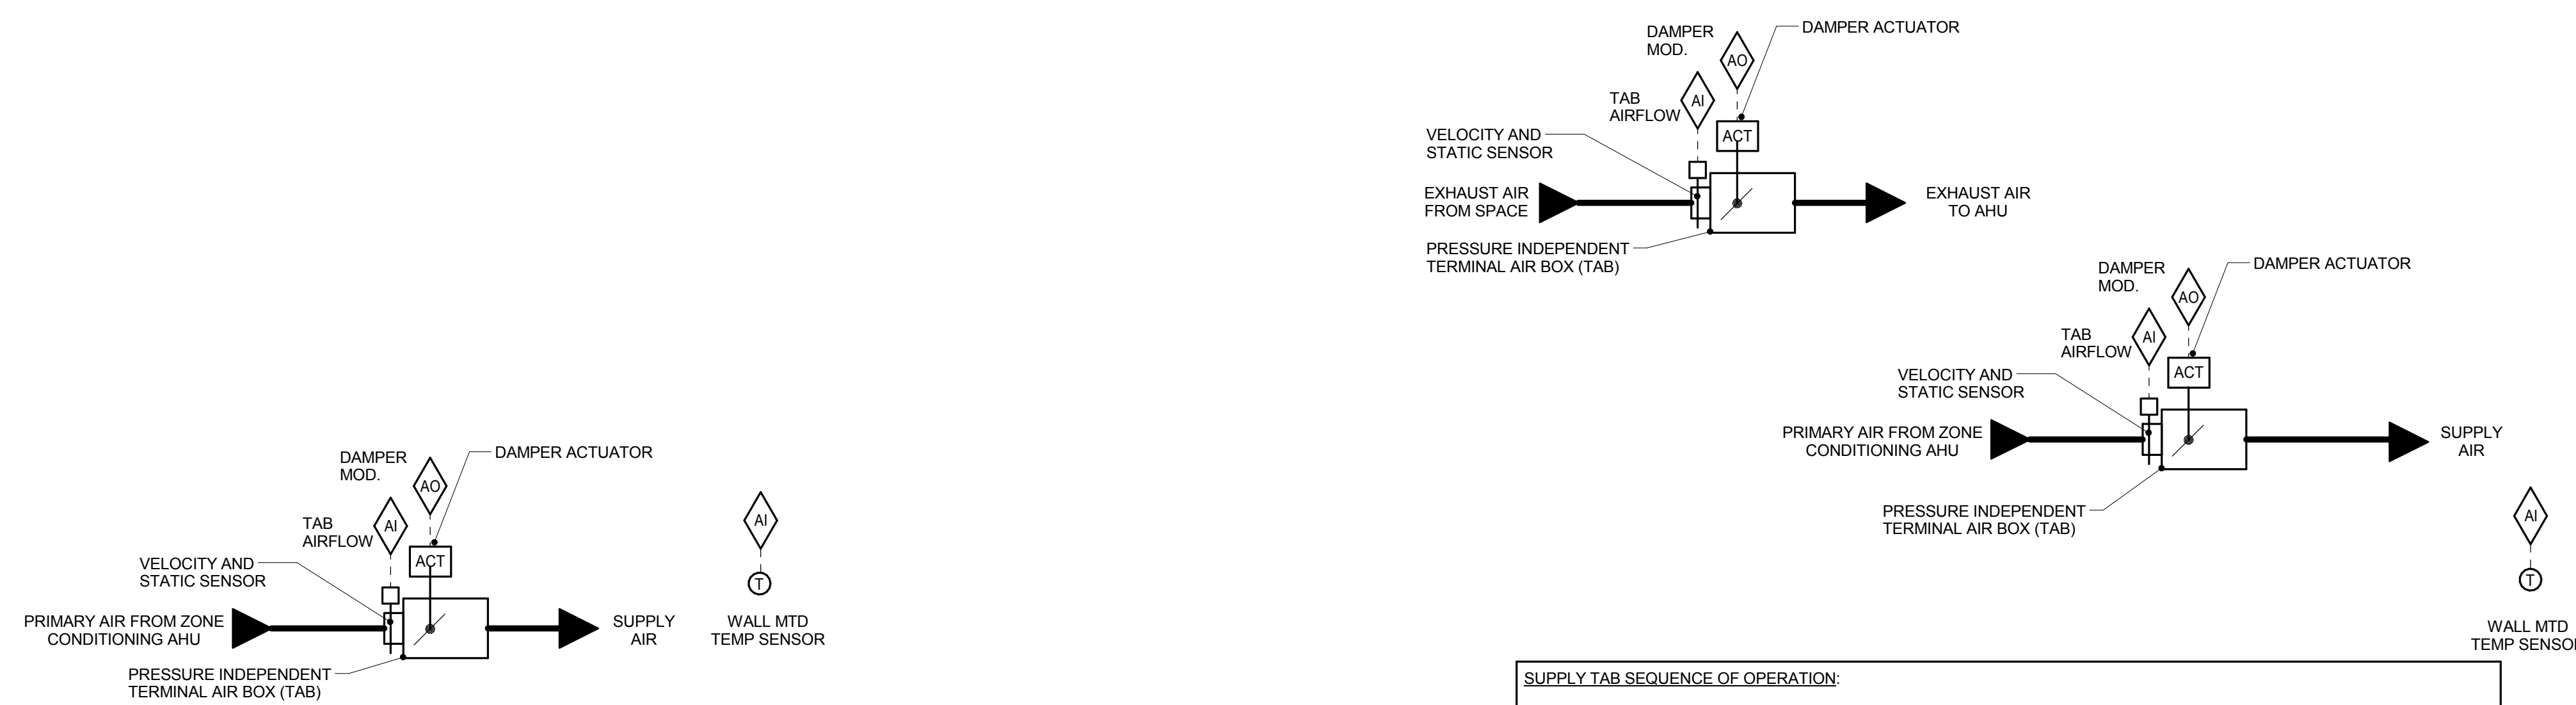 DAMPER
MOD.
AO
DAMPER ACTUATOR
TAB
AIRFLOW
AI
ACT
VELOCITY AND
STATIC SENSOR
EXHAUST AIR
FROM SPACE
EXHAUST AIR
TO AHU
PRESSURE INDEPENDENT
TERMINAL AIR BOX (TAB)
DAMPER
MOD.
AO
DAMPER ACTUATOR
TAB
AIRFLOW
AI
ACT
VELOCITY AND
STATIC SENSOR
PRIMARY AIR FROM ZONE
CONDITIONING AHU
SUPPLY
AIR
PRESSURE INDEPENDENT
TERMINAL AIR BOX (TAB)
AI
T
WALL MTD
TEMP SENSOR
DAMPER
MOD.
AO
DAMPER ACTUATOR
TAB
AIRFLOW
AI
ACT
VELOCITY AND
STATIC SENSOR
PRIMARY AIR FROM ZONE
CONDITIONING AHU
SUPPLY
AIR
PRESSURE INDEPENDENT
TERMINAL AIR BOX (TAB)
AI
T
WALL MTD
TEMP SENSOR
SUPPLY TAB SEQUENCE OF OPERATION: